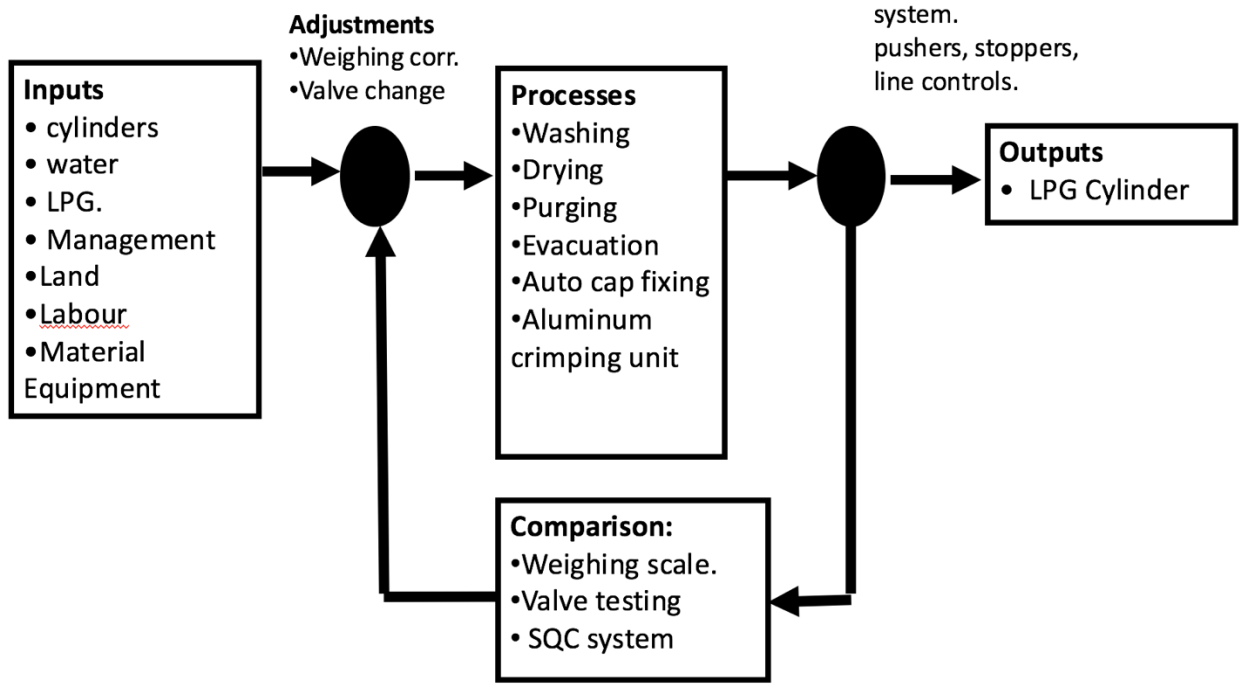 Adjustments
•Weighing corr.
•Valve change
system.
pushers, stoppers,
line controls.
Inputs
• cylinders
• water
• LPG.
• Management
•Land
•Labour
•Material
Equipment
Processes
•Washing
•Drying
•Purging
•Evacuation
•Auto cap fixing
•Aluminum
crimping unit
Outputs
• LPG Cylinder
Comparison:
•Weighing scale.
•Valve testing
• SQC system